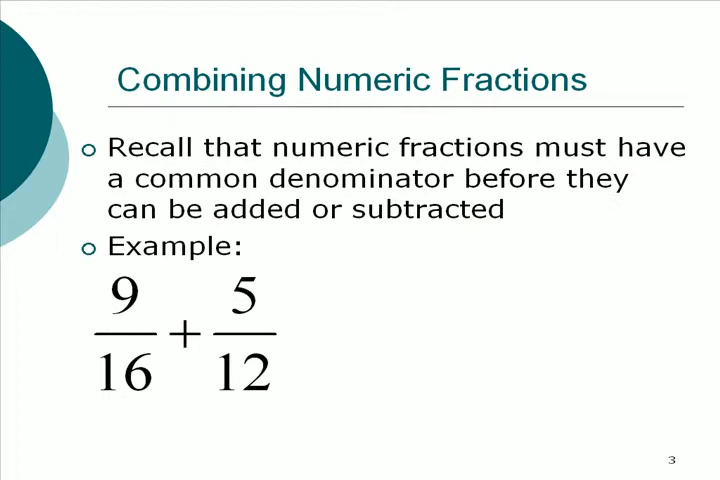 Combining Numeric Fractions
Recall that numeric fractions must have
a common denominator before they
can be added or subtracted
Example:
9/16 + 5/12
3